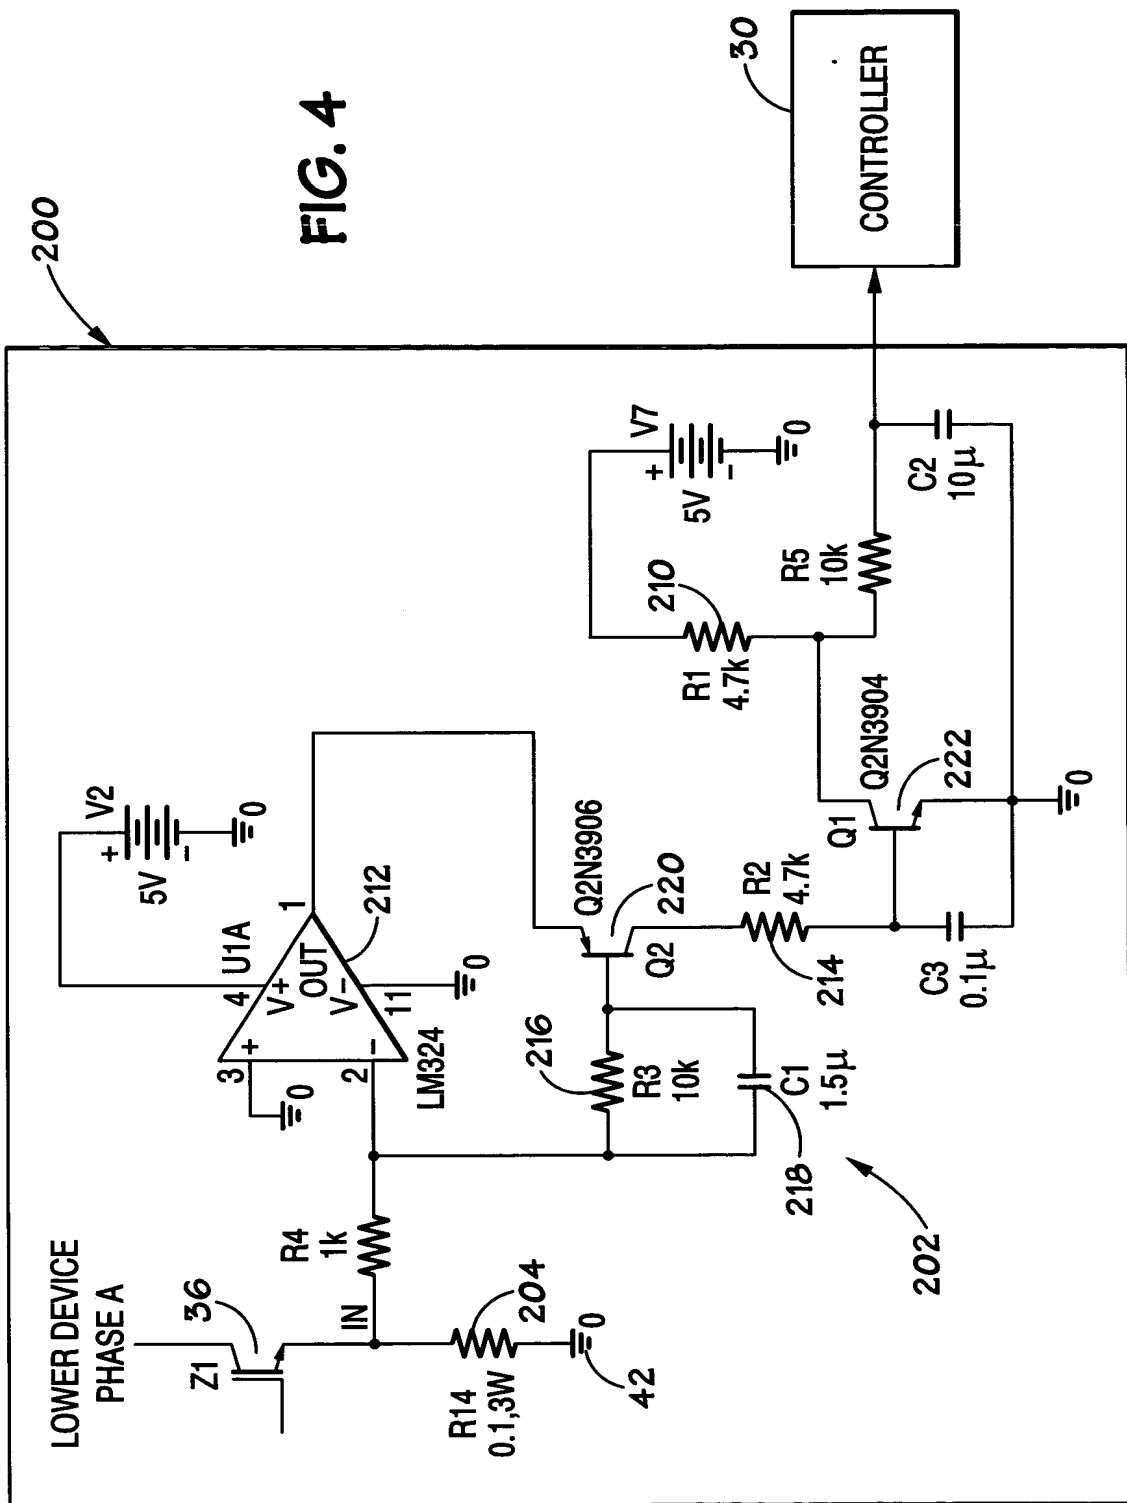 FIG. 4
200
30
CONTROLLER
LOWER DEVICE
PHASE A
Z1
36
IN
R14
0.1,3W
204
0
42
R4
1k
3
2
+
-
0
LM324
U1A
4
V+
OUT
V-
11
0
1
212
V2
+
-
5V
0
216
R3
10k
218
C1
1.5µ
202
Q2N3906
220
Q2
R2
4.7k
214
C3
0.1µ
Q2N3904
222
Q1
0
R1
4.7k
210
V7
+
-
5V
0
R5
10k
C2
10µ